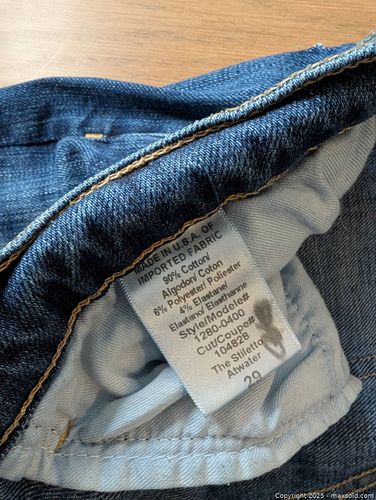 MADE IN U.S.A. OF
IMPORTED FABRIC
90% Cotton/
Algodon/ Coton
6% Polyester/ Poliester
4% Elastane/
Elastano/ Elasthanne
Style/Modele#
1280-0400
Cut/Coupe#
104828
The Stiletto
Atwater
29
Copyright © 2025 - maxsold.com